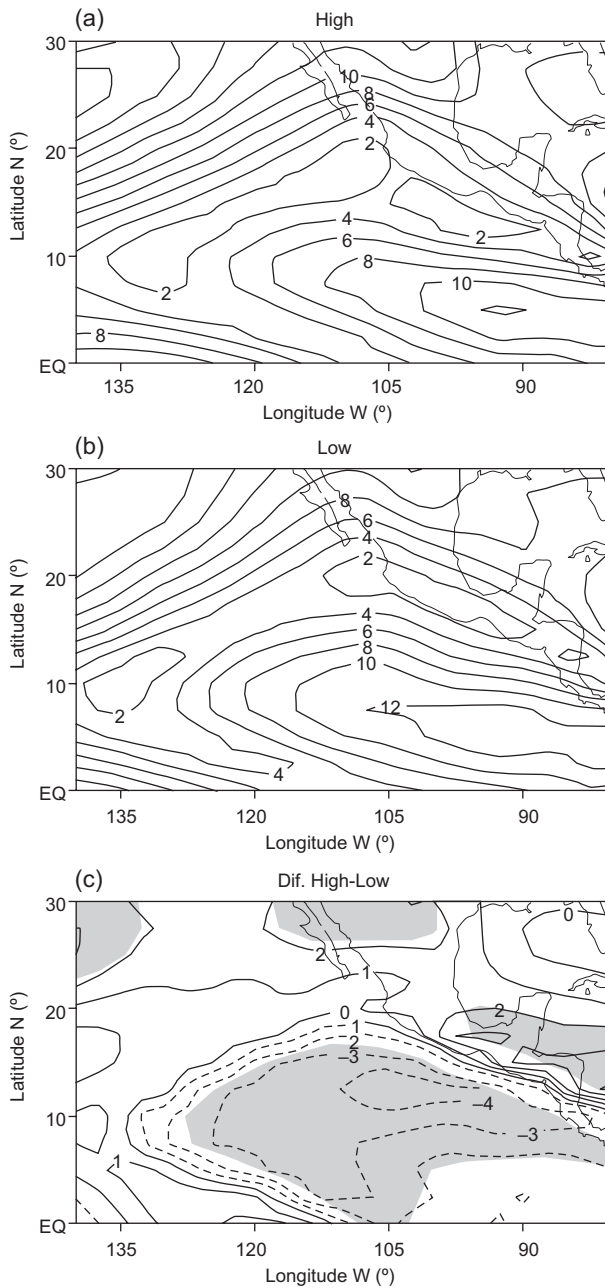 (a) High
30
20
10
EQ
Latitude N (º)
10
8
6
4
2
4
6
8
2
10
2
8
135 120 105 90
Longitude W (º)
(b) Low
30
20
10
EQ
Latitude N (º)
8
6
4
2
4
6
8
10
12
2
4
135 120 105 90
Longitude W (º)
(c) Dif. High-Low
30
20
10
EQ
Latitude N (º)
0
2
1
2
0
1
2
–3
–4
–3
1
135 120 105 90
Longitude W (º)